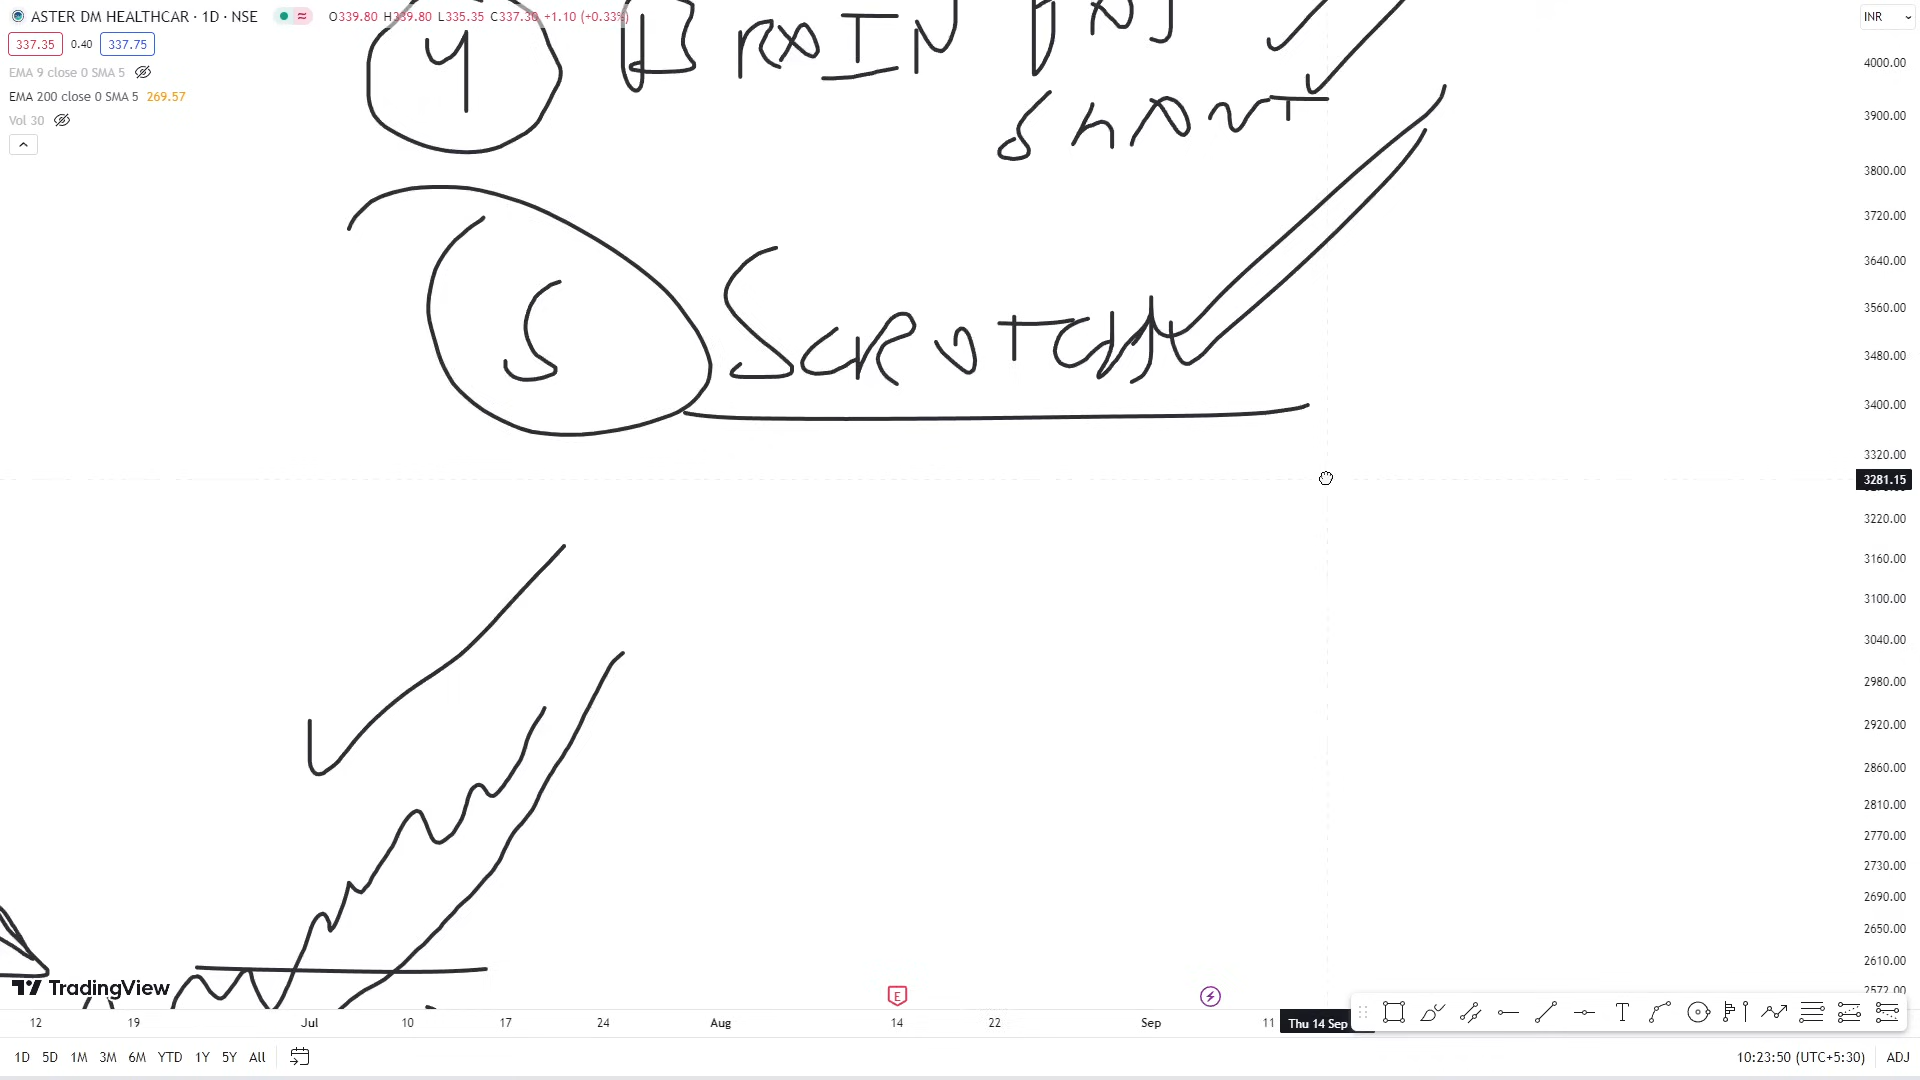 ASTER DM HEALTHCAR · 1D · NSE O339.80 H339.80 L335.35 C337.30 +1.10 (+0.33%)
INR
337.35 0.40 337.75
EMA 9 close 0 SMA 5
EMA 200 close 0 SMA 5 269.57
Vol 30
4 BRAIN
SHORT
5 SCRATCH
4000.00
3900.00
3800.00
3720.00
3640.00
3560.00
3480.00
3400.00
3320.00
3281.15
3220.00
3160.00
3100.00
3040.00
2980.00
2920.00
2860.00
2810.00
2770.00
2730.00
2690.00
2650.00
2610.00
2572.00
TradingView
E
12 19 Jul 10 17 24 Aug 14 22 Sep 11 Thu 14 Sep
T
1D 5D 1M 3M 6M YTD 1Y 5Y All
10:23:50 (UTC+5:30) ADJ